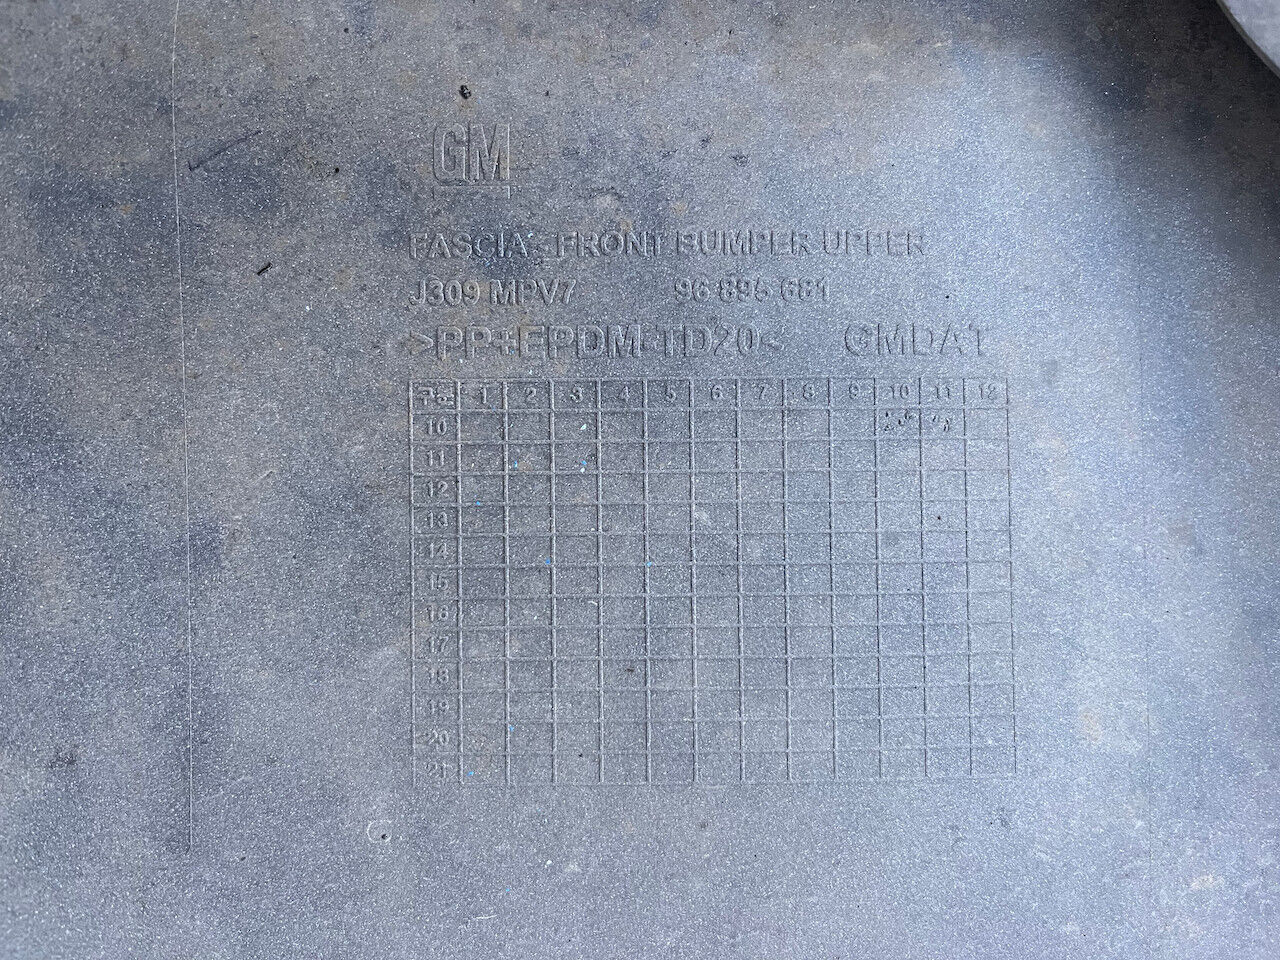 GM
FASCIA - FRONT BUMPER UPPER
J309 MPV7 96 895 681
>PP+EPDM-TD20< GMDAT
1 2 3 4 5 6 7 8 9 10 11 12
10
11
12
13
14
15
16
17
18
19
20
21